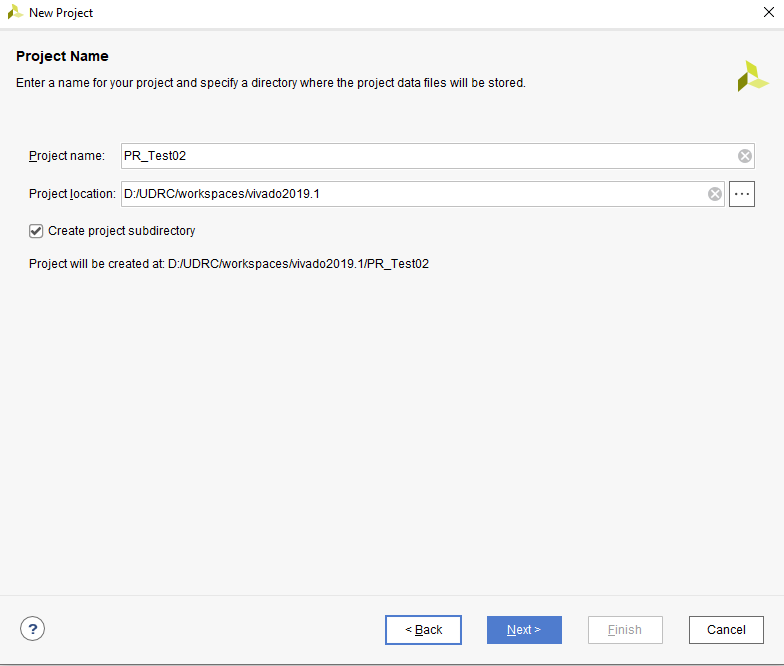 New Project
Project Name
Enter a name for your project and specify a directory where the project data files will be stored.
Project name: PR_Test02
Project location: D:/UDRC/workspaces/vivado2019.1
Create project subdirectory
Project will be created at: D:/UDRC/workspaces/vivado2019.1/PR_Test02
? < Back Next > Finish Cancel